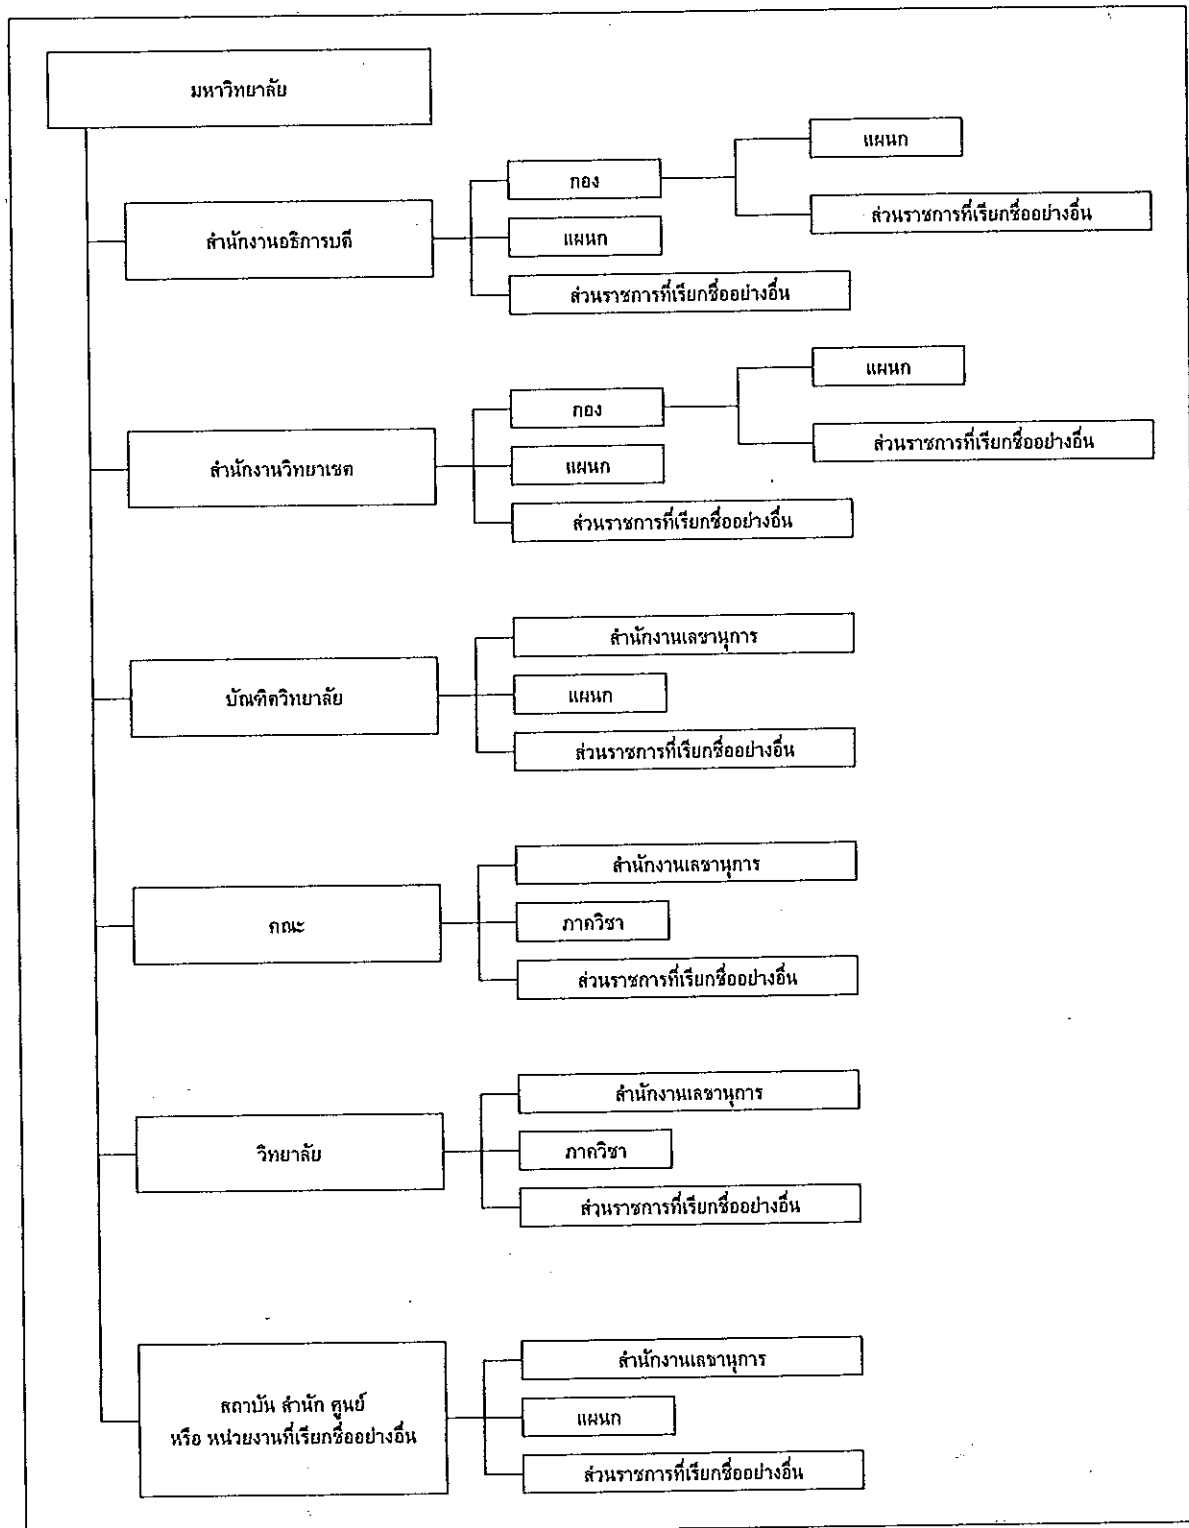 มหาวิทยาลัย
แผนก
กอง
ส่วนราชการที่เรียกชื่ออย่างอื่น
สำนักงานอธิการบดี
แผนก
ส่วนราชการที่เรียกชื่ออย่างอื่น
แผนก
กอง
ส่วนราชการที่เรียกชื่ออย่างอื่น
สำนักงานวิทยาเขต
แผนก
ส่วนราชการที่เรียกชื่ออย่างอื่น
สำนักงานเลขานุการ
บัณฑิตวิทยาลัย
แผนก
ส่วนราชการที่เรียกชื่ออย่างอื่น
สำนักงานเลขานุการ
คณะ
ภาควิชา
ส่วนราชการที่เรียกชื่ออย่างอื่น
สำนักงานเลขานุการ
วิทยาลัย
ภาควิชา
ส่วนราชการที่เรียกชื่ออย่างอื่น
สำนักงานเลขานุการ
สถาบัน สำนัก ศูนย์
หรือ หน่วยงานที่เรียกชื่ออย่างอื่น
แผนก
ส่วนราชการที่เรียกชื่ออย่างอื่น